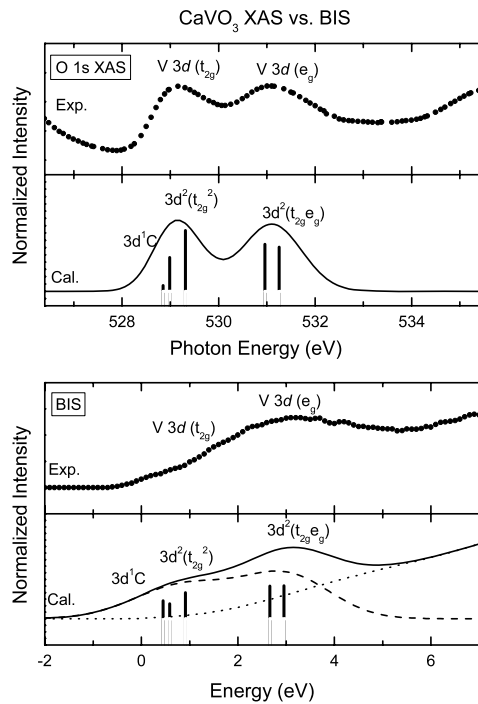 CaVO3 XAS vs. BIS
O 1s XAS
V 3d (t2g)
V 3d (eg)
Exp.
Normalized Intensity
3d2(t2g2)
3d2(t2geg)
3d1C
Cal.
528 530 532 534
Photon Energy (eV)
BIS
V 3d (eg)
V 3d (t2g)
Exp.
Normalized Intensity
3d2(t2geg)
3d2(t2g2)
3d1C
Cal.
-2 0 2 4 6
Energy (eV)